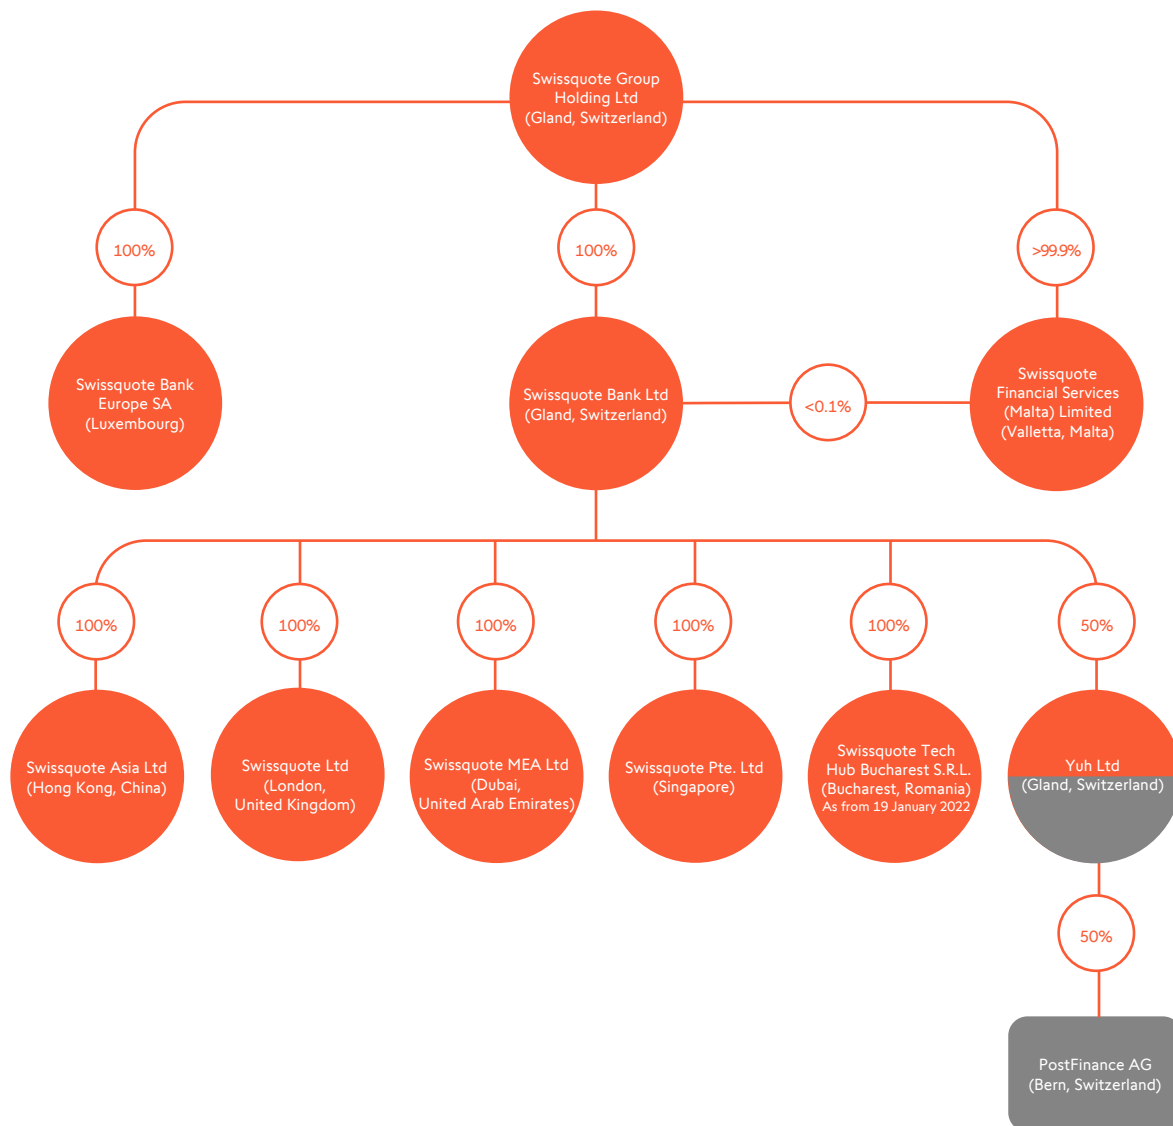 Swissquote Group
Holding Ltd
(Gland, Switzerland)
100%
100%
>99.9%
Swissquote Bank
Europe SA
(Luxembourg)
Swissquote Bank Ltd
(Gland, Switzerland)
<0.1%
Swissquote
Financial Services
(Malta) Limited
(Valletta, Malta)
100%
100%
100%
100%
100%
50%
Swissquote Asia Ltd
(Hong Kong, China)
Swissquote Ltd
(London,
United Kingdom)
Swissquote MEA Ltd
(Dubai,
United Arab Emirates)
Swissquote Pte. Ltd
(Singapore)
Swissquote Tech
Hub Bucharest S.R.L.
(Bucharest, Romania)
As from 19 January 2022
Yuh Ltd
(Gland, Switzerland)
50%
PostFinance AG
(Bern, Switzerland)